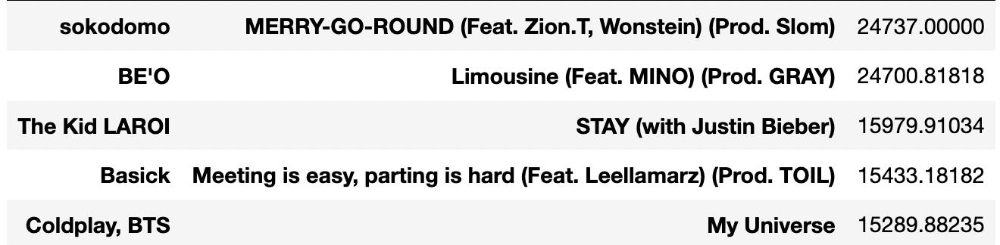 sokodomo MERRY-GO-ROUND (Feat. Zion.T, Wonstein) (Prod. Slom) 24737.00000
BE'O Limousine (Feat. MINO) (Prod. GRAY) 24700.81818
The Kid LAROI STAY (with Justin Bieber) 15979.91034
Basick Meeting is easy, parting is hard (Feat. Leellamarz) (Prod. TOIL) 15433.18182
Coldplay, BTS My Universe 15289.88235